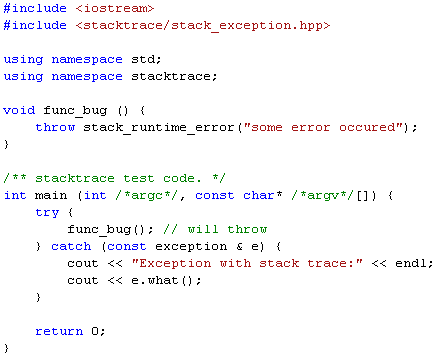 #include <iostream>
#include <stacktrace/stack_exception.hpp>

using namespace std;
using namespace stacktrace;

void func_bug () {
    throw stack_runtime_error("some error occured");
}

/** stacktrace test code. */
int main (int /*argc*/, const char* /*argv*/[]) {
    try {
        func_bug(); // will throw
    } catch (const exception & e) {
        cout << "Exception with stack trace:" << endl;
        cout << e.what();
    }

    return 0;
}